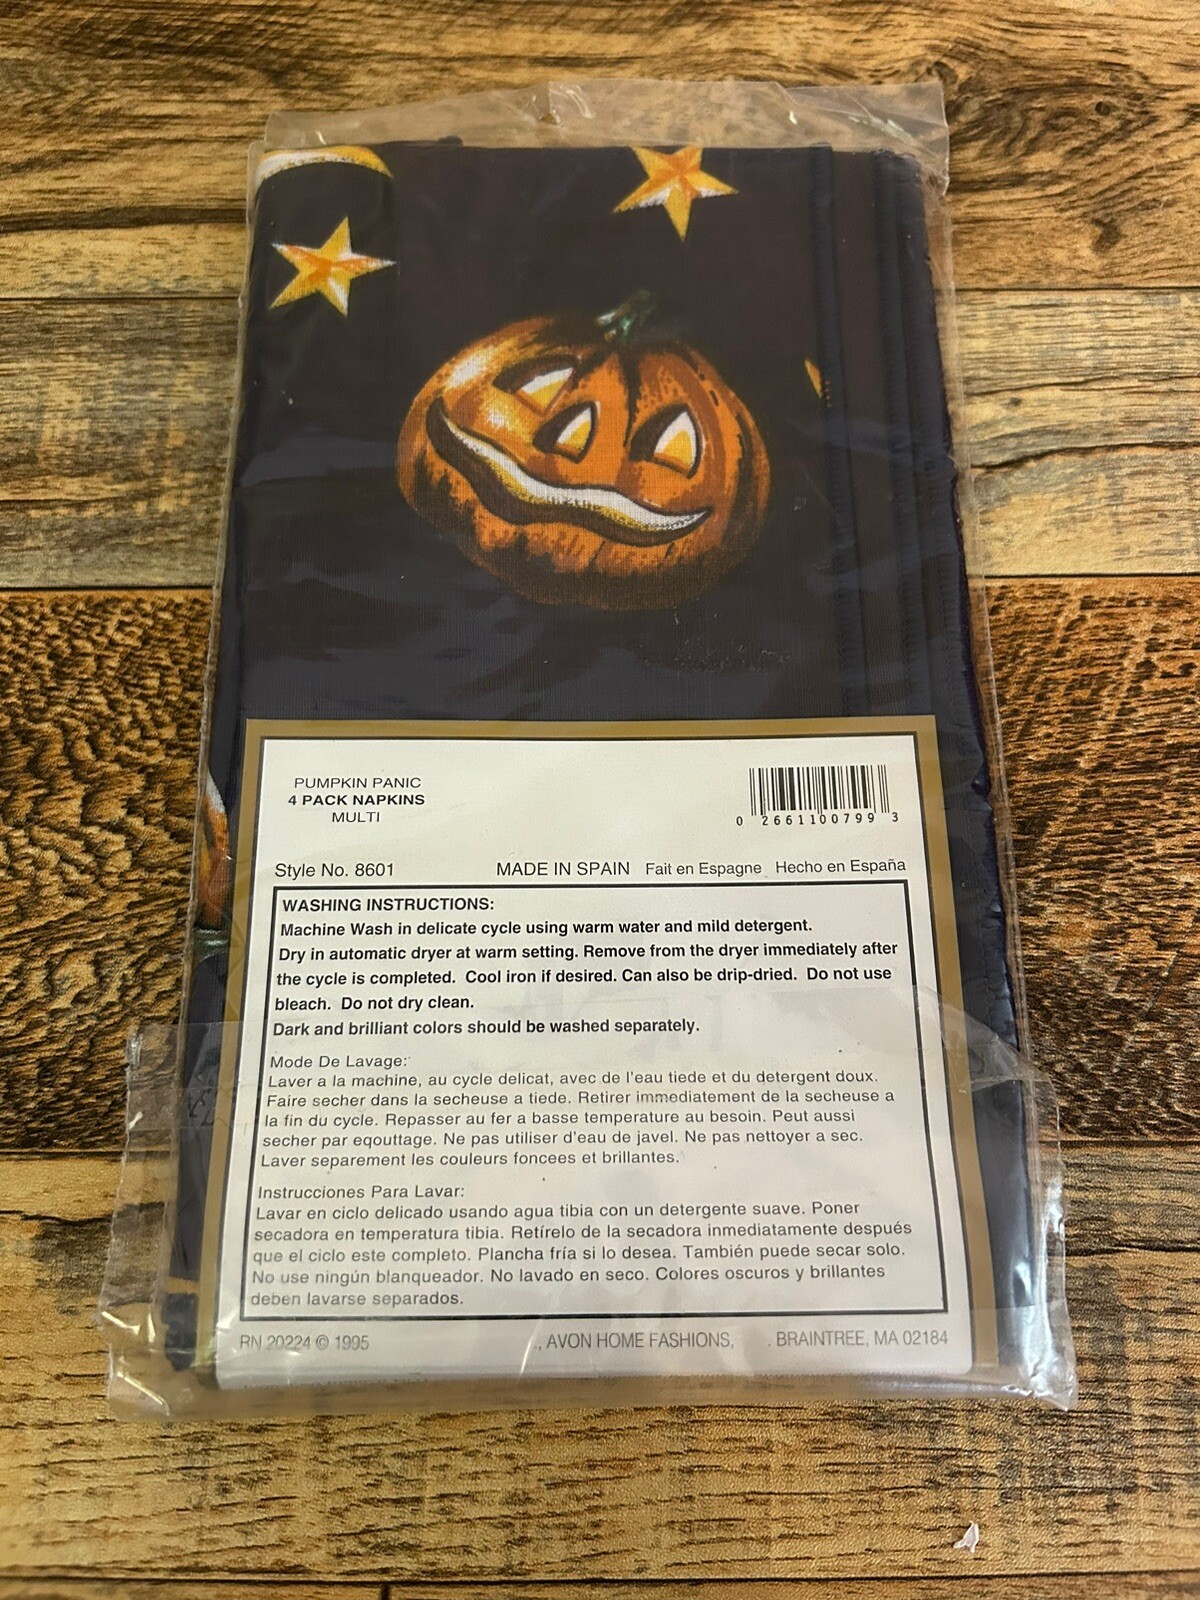 PUMPKIN PANIC
4 PACK NAPKINS
MULTI
0 26611 00799 3
Style No. 8601 MADE IN SPAIN Fait en Espagne Hecho en España
WASHING INSTRUCTIONS:
Machine Wash in delicate cycle using warm water and mild detergent.
Dry in automatic dryer at warm setting. Remove from the dryer immediately after
the cycle is completed. Cool iron if desired. Can also be drip-dried. Do not use
bleach. Do not dry clean.
Dark and brilliant colors should be washed separately.
Mode De Lavage:
Laver a la machine, au cycle delicat, avec de l'eau tiede et du detergent doux.
Faire secher dans la secheuse a tiede. Retirer immediatement de la secheuse a
la fin du cycle. Repasser au fer a basse temperature au besoin. Peut aussi
secher par eqouttage. Ne pas utiliser d'eau de javel. Ne pas nettoyer a sec.
Laver separement les couleurs foncees et brillantes.
Instrucciones Para Lavar:
Lavar en ciclo delicado usando agua tibia con un detergente suave. Poner
secadora en temperatura tibia. Retírelo de la secadora inmediatamente después
que el ciclo este completo. Plancha fría si lo desea. También puede secar solo.
No use ningún blanqueador. No lavado en seco. Colores oscuros y brillantes
deben lavarse separados.
RN 20224 © 1995 ., AVON HOME FASHIONS, . BRAINTREE, MA 02184